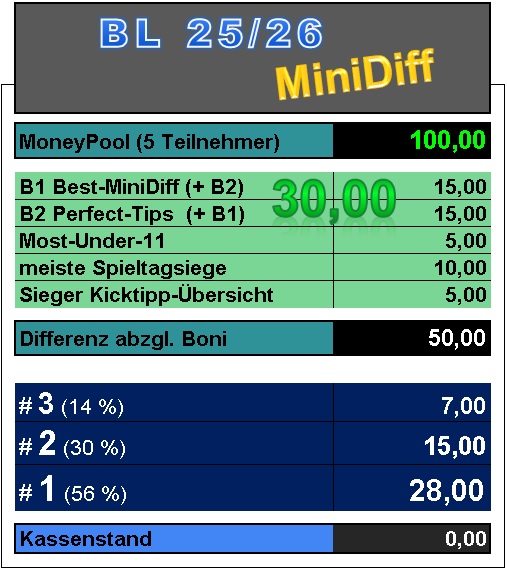 BL 25/26
MiniDiff
MoneyPool (5 Teilnehmer) 100,00
B1 Best-MiniDiff (+ B2) 30,00 15,00
B2 Perfect-Tips (+ B1) 15,00
Most-Under-11 5,00
meiste Spieltagsiege 10,00
Sieger Kicktipp-Übersicht 5,00
Differenz abzgl. Boni 50,00
# 3 (14 %) 7,00
# 2 (30 %) 15,00
# 1 (56 %) 28,00
Kassenstand 0,00